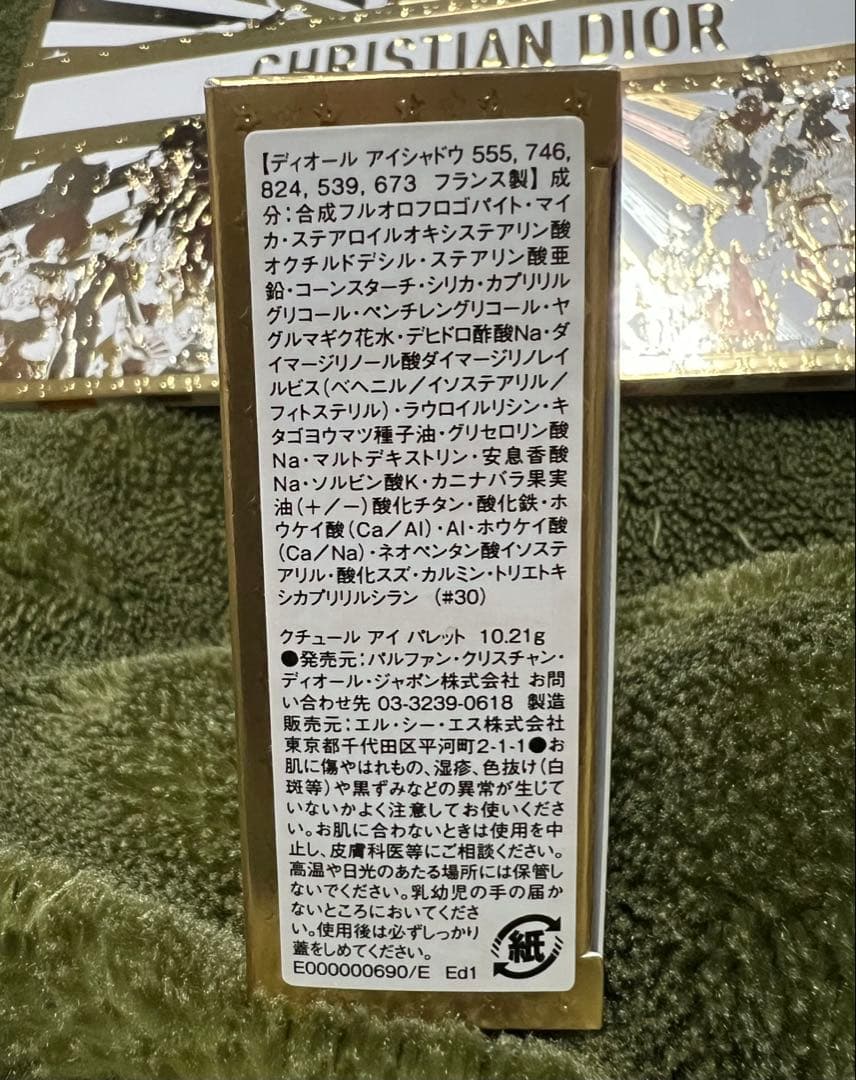 CHRISTIAN DIOR
【ディオール アイシャドウ 555, 746,
824, 539, 673 フランス製】 成
分:合成フルオロフロゴパイト・マイ
カ・ステアロイルオキシステアリン酸
オクチルドデシル・ステアリン酸亜
鉛・コーンスターチ・シリカ・カプリリル
グリコール・ペンチレングリコール・ヤ
グルマギク花水・デヒドロ酢酸Na・ダ
イマージリノール酸ダイマージリノレイ
ルビス(ベヘニル/イソステアリル/
フィトステリル)・ラウロイルリシン・キ
タゴヨウマツ種子油・グリセロリン酸
Na・マルトデキストリン・安息香酸
Na・ソルビン酸K・カニナバラ果実
油(+/−)酸化チタン・酸化鉄・ホ
ウケイ酸(Ca/Al)・Al・ホウケイ酸
(Ca/Na)・ネオペンタン酸イソステ
アリル・酸化スズ・カルミン・トリエトキ
シカプリリルシラン (#30)
クチュール アイ パレット 10.21g
●発売元:パルファン・クリスチャン・
ディオール・ジャポン株式会社 お問
い合わせ先 03-3239-0618 製造
販売元:エル・シー・エス株式会社
東京都千代田区平河町2-1-1●お
肌に傷やはれもの、湿疹、色抜け(白
斑等)や黒ずみなどの異常が生じて
いないかよく注意してお使いくださ
い。お肌に合わないときは使用を中
止し、皮膚科医等にご相談ください。
高温や日光のあたる場所には保管し
ないでください。乳幼児の手の届か
ないところにおいてくださ
い。使用後は必ずしっかり
蓋をしめてください。
紙
E000000690/E Ed1